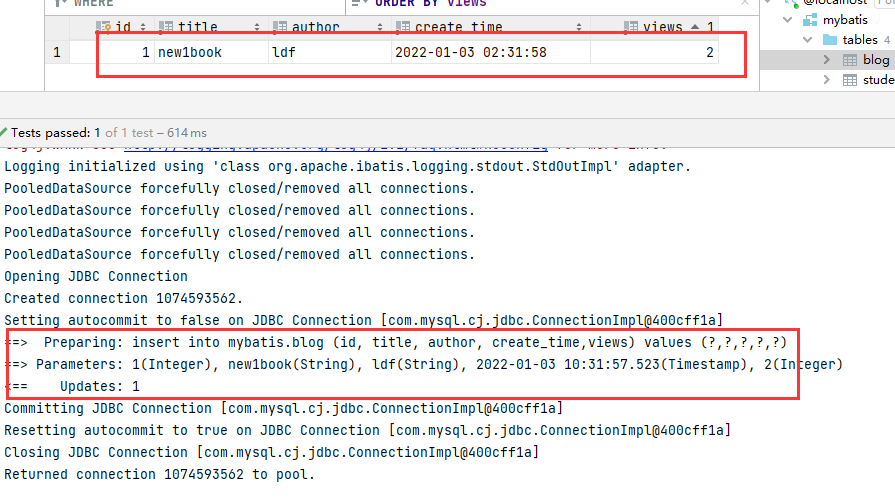 WHERE ORDER BY views @localhost
mybatis
id title author create_time views 1
tables 4
1 1 new1book ldf 2022-01-03 02:31:58 2
blog
stude
Tests passed: 1 of 1 test – 614 ms
Logging initialized using 'class org.apache.ibatis.logging.stdout.StdOutImpl' adapter.
PooledDataSource forcefully closed/removed all connections.
PooledDataSource forcefully closed/removed all connections.
PooledDataSource forcefully closed/removed all connections.
PooledDataSource forcefully closed/removed all connections.
Opening JDBC Connection
Created connection 1074593562.
Setting autocommit to false on JDBC Connection [com.mysql.cj.jdbc.ConnectionImpl@400cff1a]
==>  Preparing: insert into mybatis.blog (id, title, author, create_time,views) values (?,?,?,?,?)
==> Parameters: 1(Integer), new1book(String), ldf(String), 2022-01-03 10:31:57.523(Timestamp), 2(Integer)
<==    Updates: 1
Committing JDBC Connection [com.mysql.cj.jdbc.ConnectionImpl@400cff1a]
Resetting autocommit to true on JDBC Connection [com.mysql.cj.jdbc.ConnectionImpl@400cff1a]
Closing JDBC Connection [com.mysql.cj.jdbc.ConnectionImpl@400cff1a]
Returned connection 1074593562 to pool.